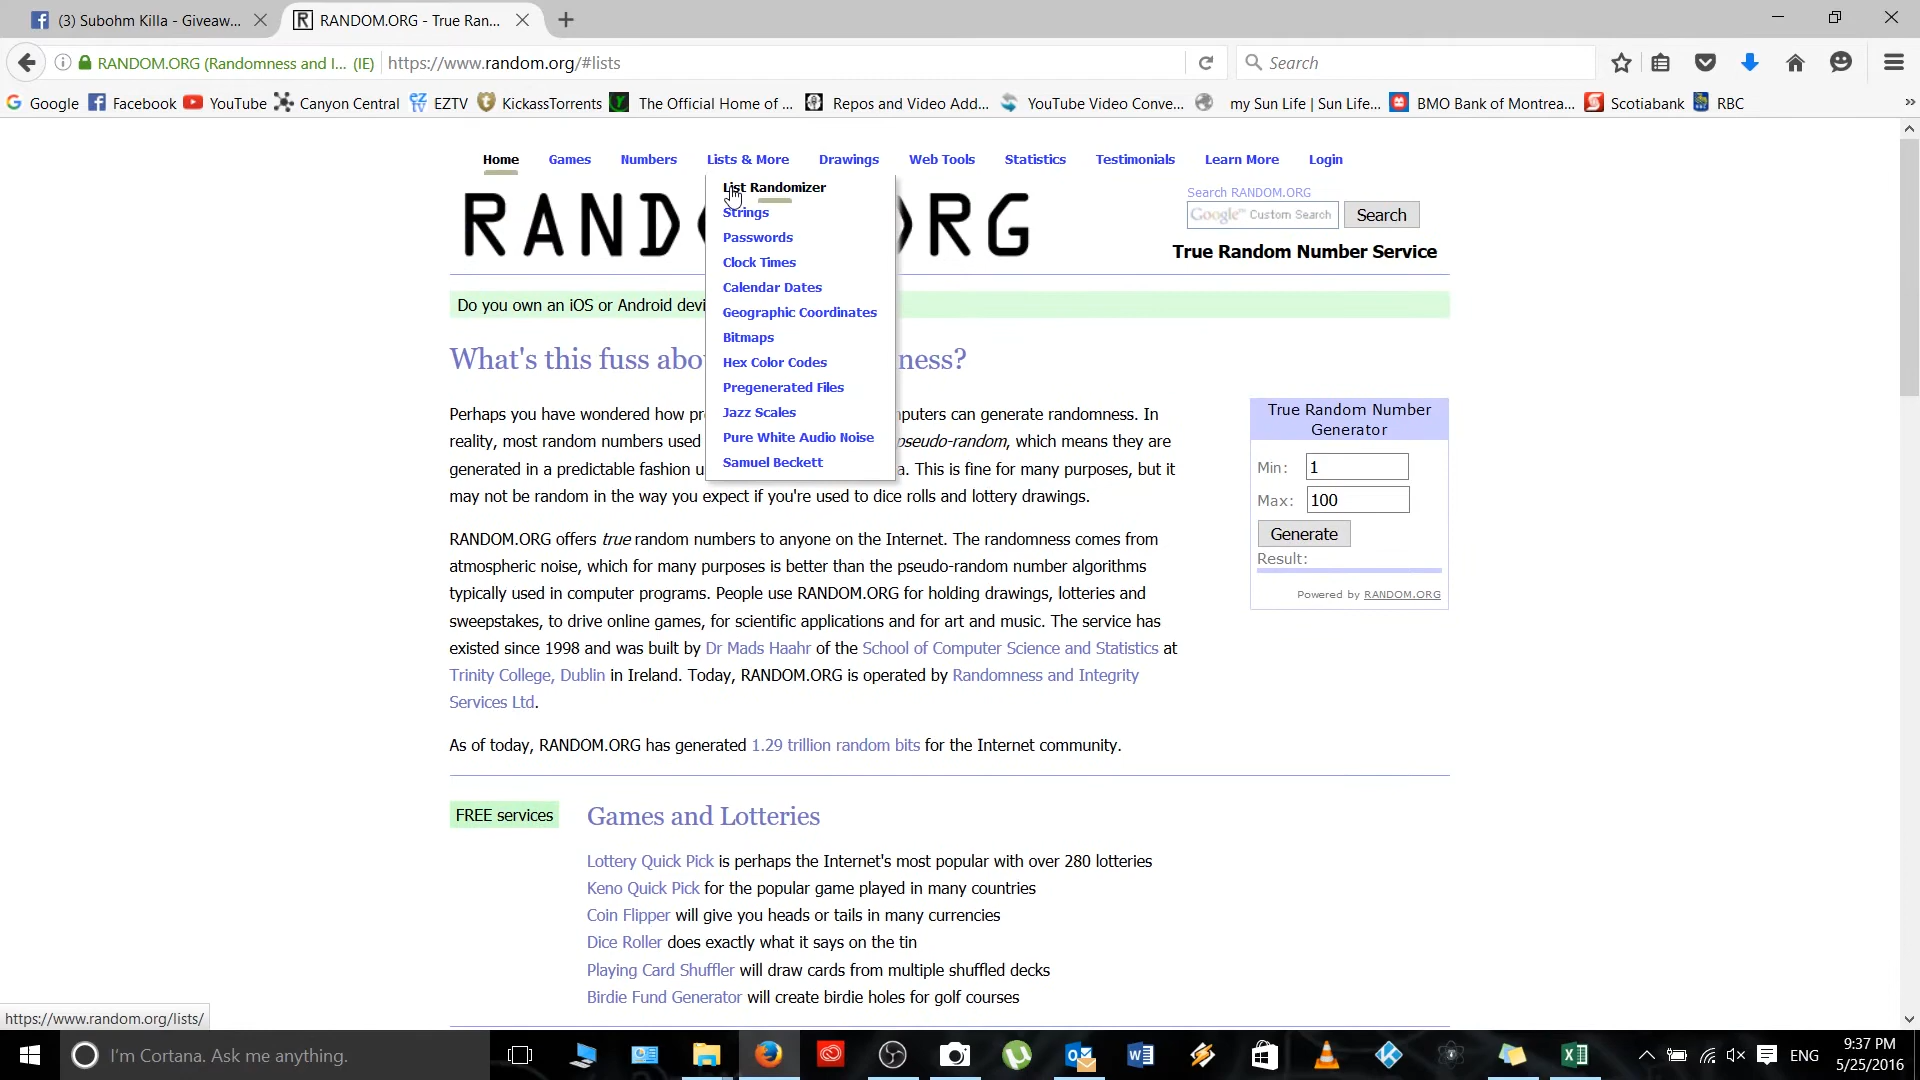 (3) Subohm Killa - Giveaw...
RANDOM.ORG - True Ran...
RANDOM.ORG (Randomness and I... (IE)
https://www.random.org/#lists
Search
Google Facebook YouTube Canyon Central EZTV KickassTorrents The Official Home of ... Repos and Video Add... YouTube Video Conve... my Sun Life | Sun Life... BMO Bank of Montrea... Scotiabank RBC
Home Games Numbers Lists & More Drawings Web Tools Statistics Testimonials Learn More Login
List Randomizer
Strings
Passwords
Clock Times
Calendar Dates
Geographic Coordinates
Bitmaps
Hex Color Codes
Pregenerated Files
Jazz Scales
Pure White Audio Noise
Samuel Beckett
RAND RG
Search RANDOM.ORG
Google™ Custom Search Search
True Random Number Service
Do you own an iOS or Android devi
What's this fuss abo ness?
Perhaps you have wondered how pr puters can generate randomness. In
reality, most random numbers used pseudo-random, which means they are
generated in a predictable fashion u a. This is fine for many purposes, but it
may not be random in the way you expect if you're used to dice rolls and lottery drawings.
RANDOM.ORG offers true random numbers to anyone on the Internet. The randomness comes from
atmospheric noise, which for many purposes is better than the pseudo-random number algorithms
typically used in computer programs. People use RANDOM.ORG for holding drawings, lotteries and
sweepstakes, to drive online games, for scientific applications and for art and music. The service has
existed since 1998 and was built by Dr Mads Haahr of the School of Computer Science and Statistics at
Trinity College, Dublin in Ireland. Today, RANDOM.ORG is operated by Randomness and Integrity
Services Ltd.
As of today, RANDOM.ORG has generated 1.29 trillion random bits for the Internet community.
True Random Number
Generator
Min: 1
Max: 100
Generate
Result:
Powered by RANDOM.ORG
FREE services
Games and Lotteries
Lottery Quick Pick is perhaps the Internet's most popular with over 280 lotteries
Keno Quick Pick for the popular game played in many countries
Coin Flipper will give you heads or tails in many currencies
Dice Roller does exactly what it says on the tin
Playing Card Shuffler will draw cards from multiple shuffled decks
Birdie Fund Generator will create birdie holes for golf courses
https://www.random.org/lists/
I'm Cortana. Ask me anything.
ENG
9:37 PM
5/25/2016